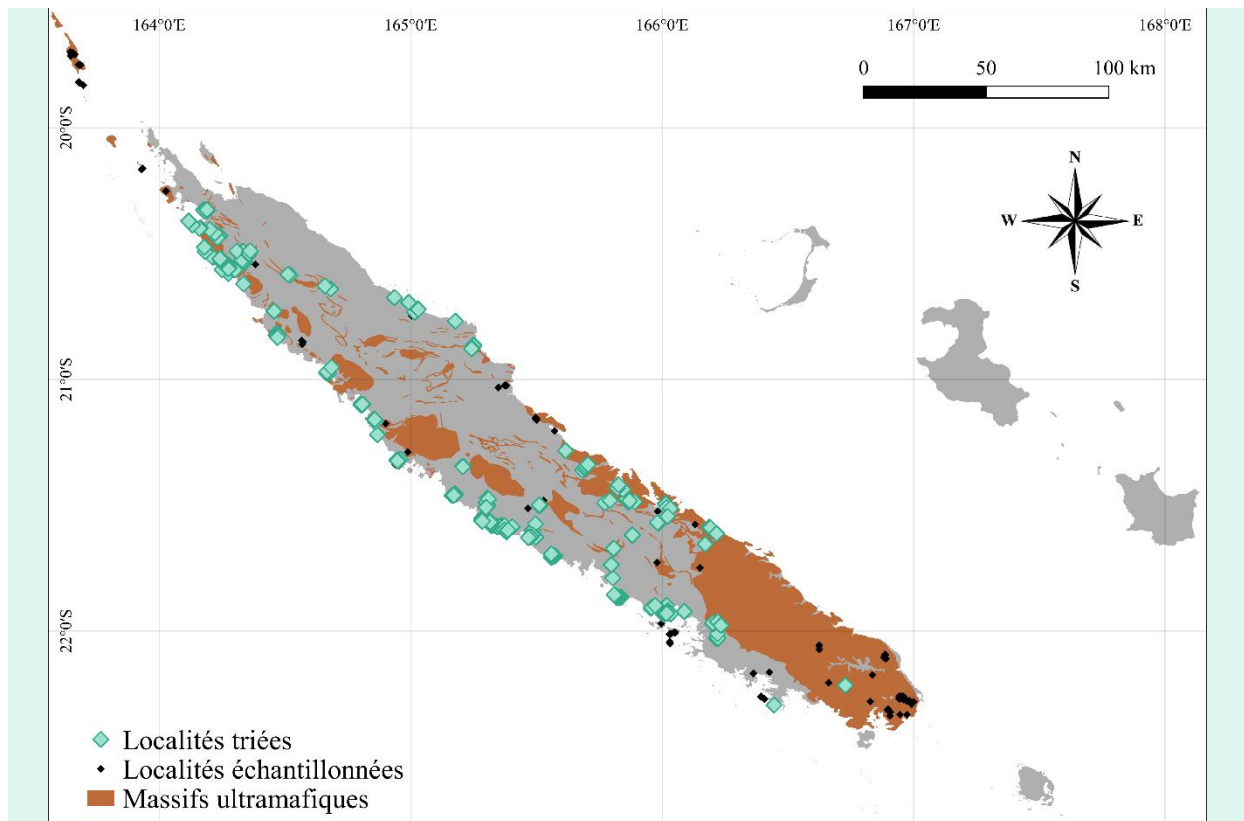 164°0'E 165°0'E 166°0'E 167°0'E 168°0'E
0 50 100 km
20°0'S
N
W E
S
21°0'S
22°0'S
Localités triées
Localités échantillonnées
Massifs ultramafiques